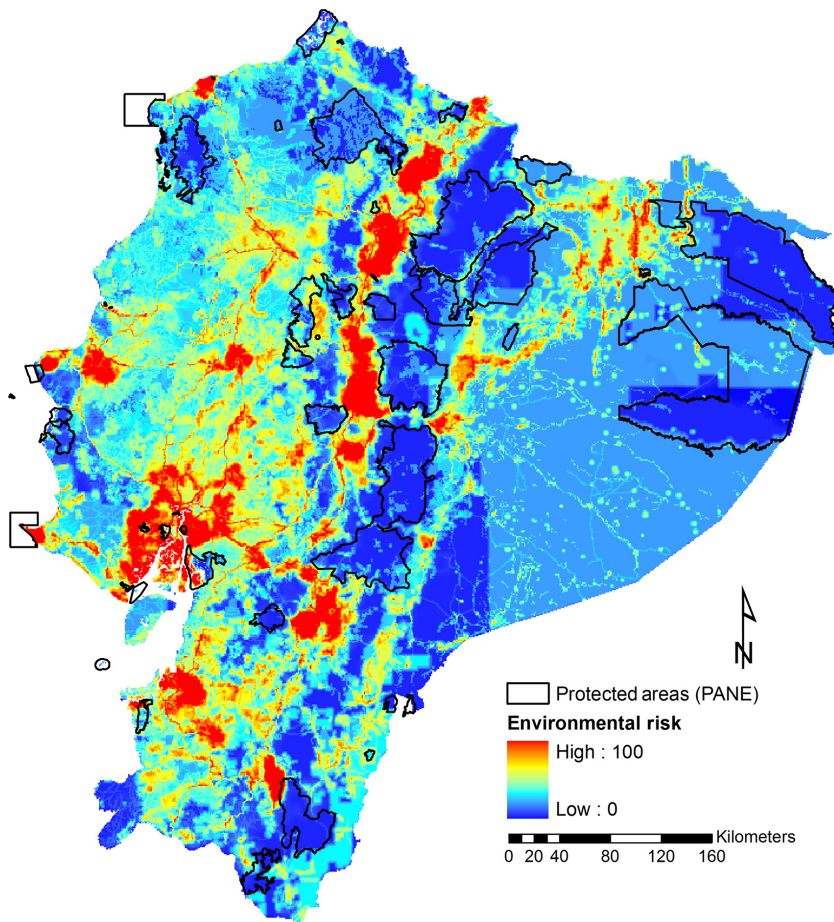 N
Protected areas (PANE)
Environmental risk
High : 100
Low : 0
Kilometers
0 20 40 80 120 160